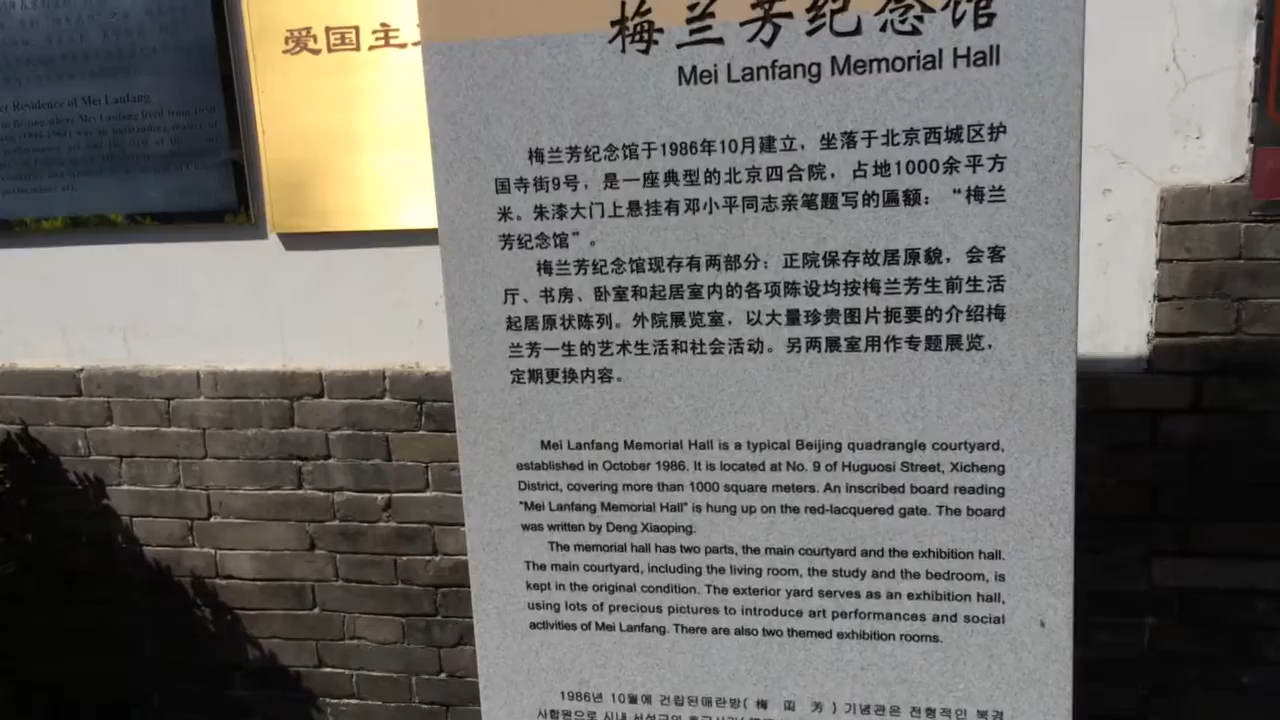 er Residence of Mei Lanfang
爱国主
梅兰芳纪念馆
Mei Lanfang Memorial Hall
梅兰芳纪念馆于1986年10月建立，坐落于北京西城区护
国寺街9号，是一座典型的北京四合院，占地1000余平方
米。朱漆大门上悬挂有邓小平同志亲笔题写的匾额：“梅兰
芳纪念馆”。
梅兰芳纪念馆现存有两部分：正院保存故居原貌，会客
厅、书房、卧室和起居室内的各项陈设均按梅兰芳生前生活
起居原状陈列。外院展览室，以大量珍贵图片扼要的介绍梅
兰芳一生的艺术生活和社会活动。另两展室用作专题展览，
定期更换内容。
Mei Lanfang Memorial Hall is a typical Beijing quadrangle courtyard,
established in October 1986. It is located at No. 9 of Huguosi Street, Xicheng
District, covering more than 1000 square meters. An inscribed board reading
"Mei Lanfang Memorial Hall" is hung up on the red-lacquered gate. The board
was written by Deng Xiaoping.
The memorial hall has two parts, the main courtyard and the exhibition hall.
The main courtyard, including the living room, the study and the bedroom, is
kept in the original condition. The exterior yard serves as an exhibition hall,
using lots of precious pictures to introduce art performances and social
activities of Mei Lanfang. There are also two themed exhibition rooms.
1986년 10월에 건립된매란방( 梅 芳 ) 기념관은 전형적인 북경